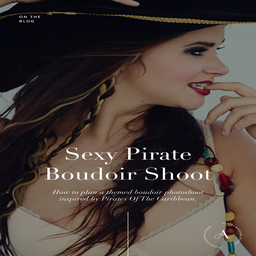 ON THE
BLOG
Sexy Pirate
Boudoir Shoot
How to plan a themed boudoir photoshoot
inspired by Pirates Of The Caribbean.
A